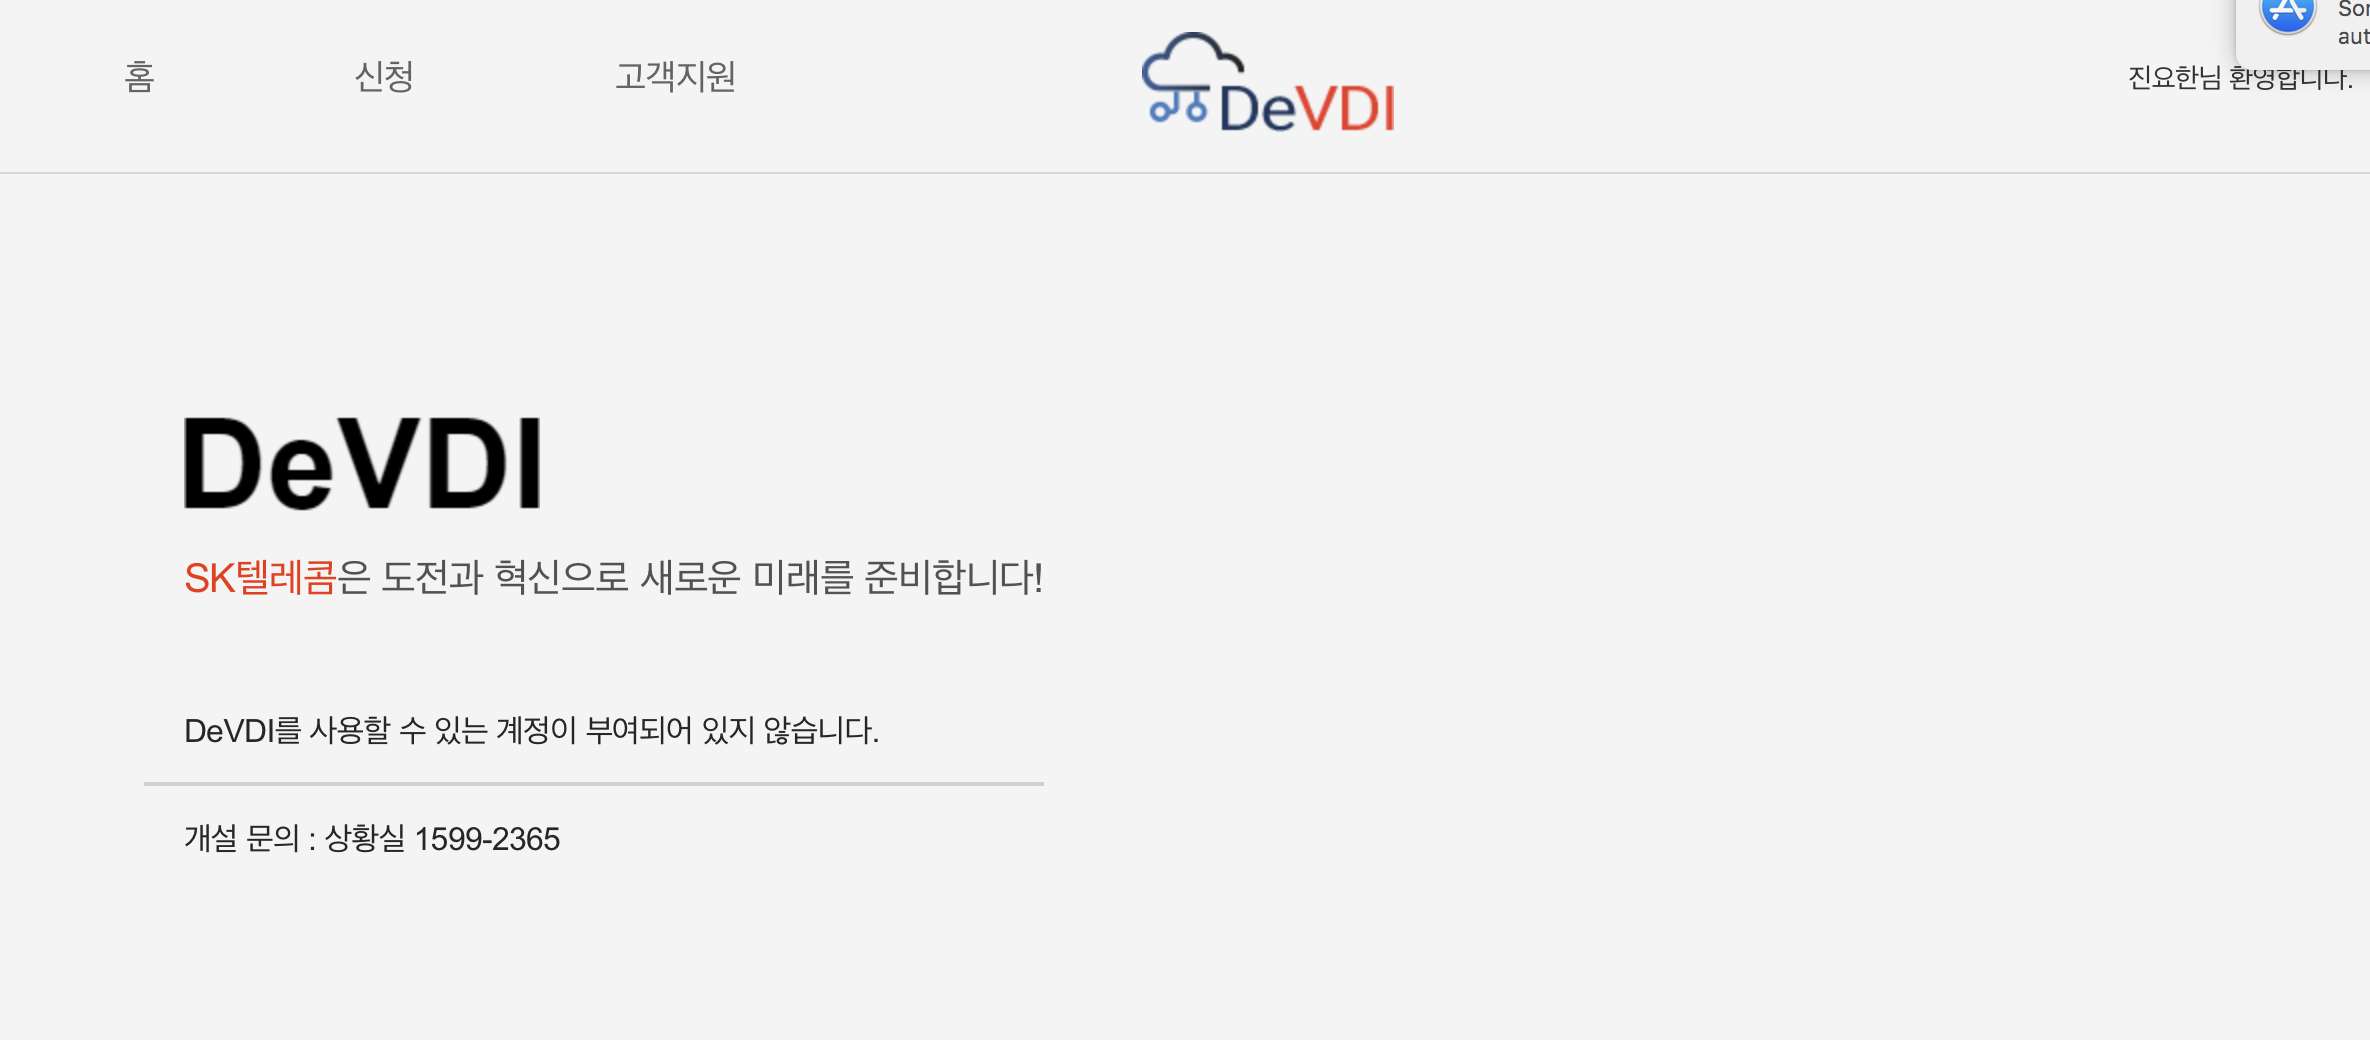 홈 신청 고객지원
DeVDI
진요한님 환영합니다.
DeVDI
SK텔레콤은 도전과 혁신으로 새로운 미래를 준비합니다!
DeVDI를 사용할 수 있는 계정이 부여되어 있지 않습니다.
개설 문의 : 상황실 1599-2365